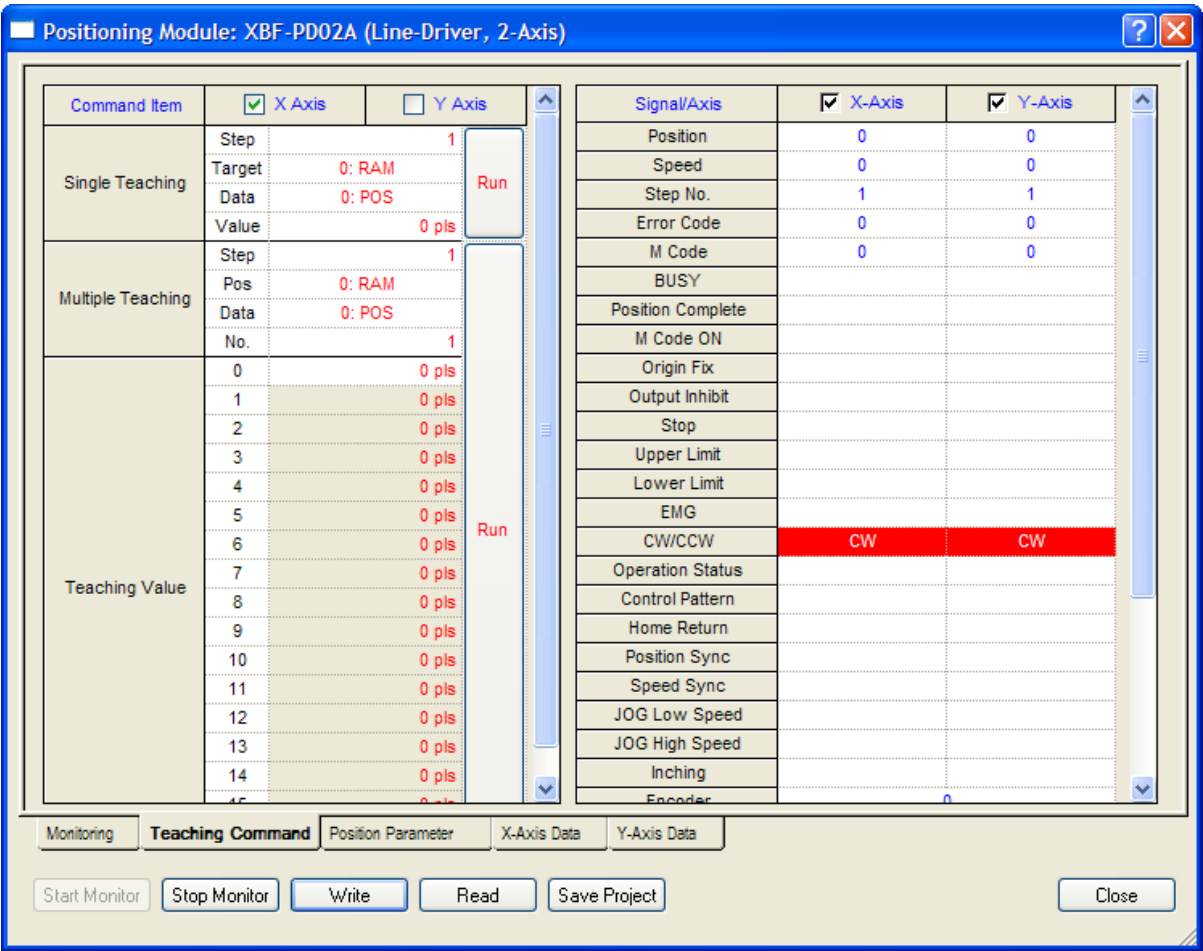 Positioning Module: XBF-PD02A (Line-Driver, 2-Axis)
Command Item X Axis Y Axis
Single Teaching
Step 1
Target 0: RAM
Data 0: POS
Value 0 pls
Run
Multiple Teaching
Step 1
Pos 0: RAM
Data 0: POS
No. 1
Teaching Value
0 0 pls
1 0 pls
2 0 pls
3 0 pls
4 0 pls
5 0 pls
6 0 pls
7 0 pls
8 0 pls
9 0 pls
10 0 pls
11 0 pls
12 0 pls
13 0 pls
14 0 pls
15 0 pls
Run
Signal/Axis X-Axis Y-Axis
Position 0 0
Speed 0 0
Step No. 1 1
Error Code 0 0
M Code 0 0
BUSY
Position Complete
M Code ON
Origin Fix
Output Inhibit
Stop
Upper Limit
Lower Limit
EMG
CW/CCW CW CW
Operation Status
Control Pattern
Home Return
Position Sync
Speed Sync
JOG Low Speed
JOG High Speed
Inching
Encoder 0
Monitoring Teaching Command Position Parameter X-Axis Data Y-Axis Data
Start Monitor Stop Monitor Write Read Save Project Close